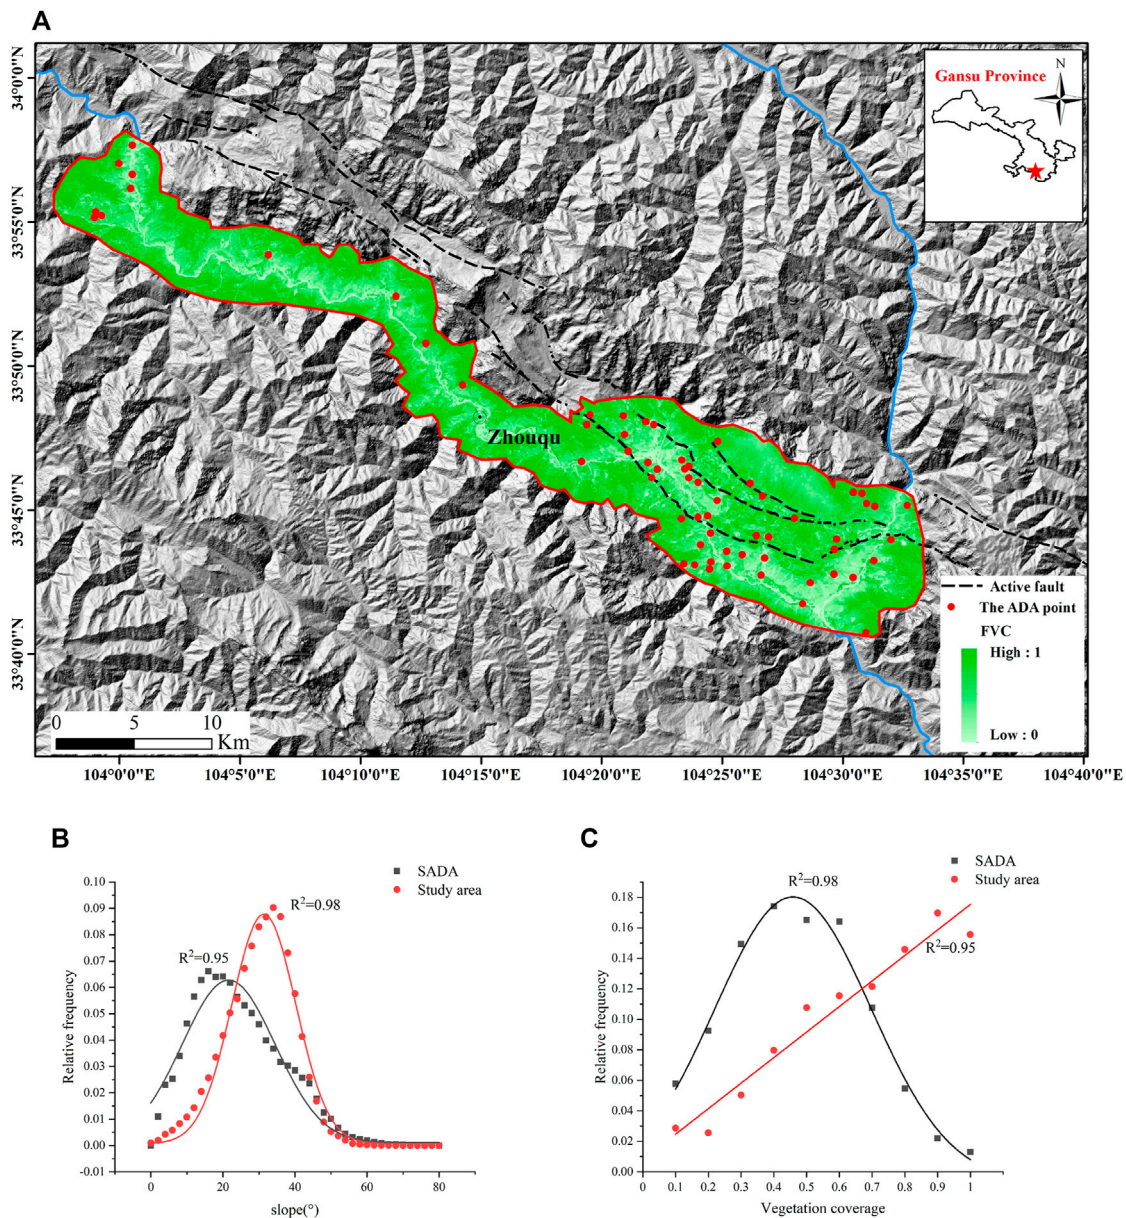 A
34°0'0"N
33°55'0"N
33°50'0"N
33°45'0"N
33°40'0"N
Gansu Province
N
Zhouqu
Active fault
The ADA point
FVC
High : 1
Low : 0
0 5 10
Km
104°0'0"E 104°5'0"E 104°10'0"E 104°15'0"E 104°20'0"E 104°25'0"E 104°30'0"E 104°35'0"E 104°40'0"E
B
SADA
Study area
R²=0.98
R²=0.95
Relative frequency
0.10
0.09
0.08
0.07
0.06
0.05
0.04
0.03
0.02
0.01
0.00
-0.01
0 20 40 60 80
slope(°)
C
SADA
Study area
R²=0.98
R²=0.95
Relative frequency
0.18
0.16
0.14
0.12
0.10
0.08
0.06
0.04
0.02
0.00
0.1 0.2 0.3 0.4 0.5 0.6 0.7 0.8 0.9 1
Vegetation coverage